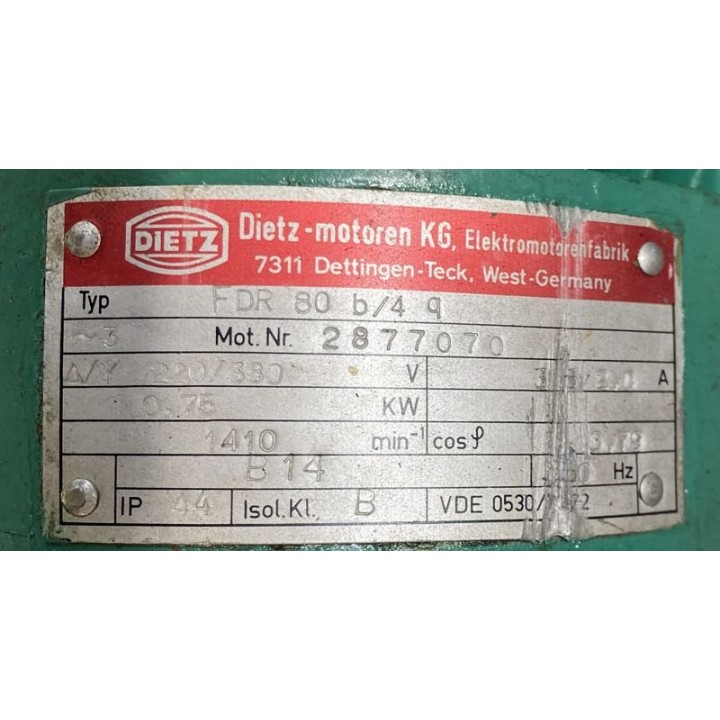 DIETZ
Dietz-motoren KG, Elektromotorenfabrik
7311 Dettingen-Teck, West-Germany
Typ FDR 80 b/4 q
~3 Mot. Nr. 2877070
Δ/Y 220/380 V A
0.75 KW
1410 min⁻¹ cos φ
B14 Hz
IP 44 Isol. Kl. B VDE 0530/